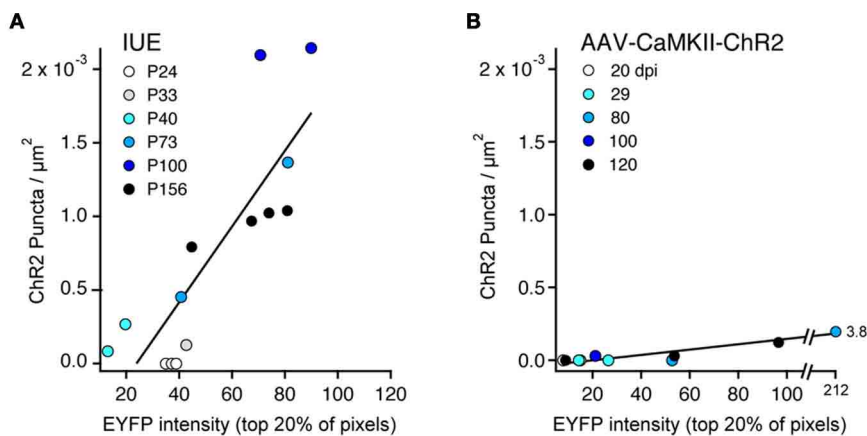 A
IUE
P24
P33
P40
P73
P100
P156
2 x 10-3
1.5
1.0
0.5
0.0
ChR2 Puncta / µm2
20 40 60 80 100 120
EYFP intensity (top 20% of pixels)
B
AAV-CaMKII-ChR2
20 dpi
29
80
100
120
2 x 10-3
1.5
1.0
0.5
0.0
ChR2 Puncta / µm2
3.8
20 40 60 80 100 212
EYFP intensity (top 20% of pixels)